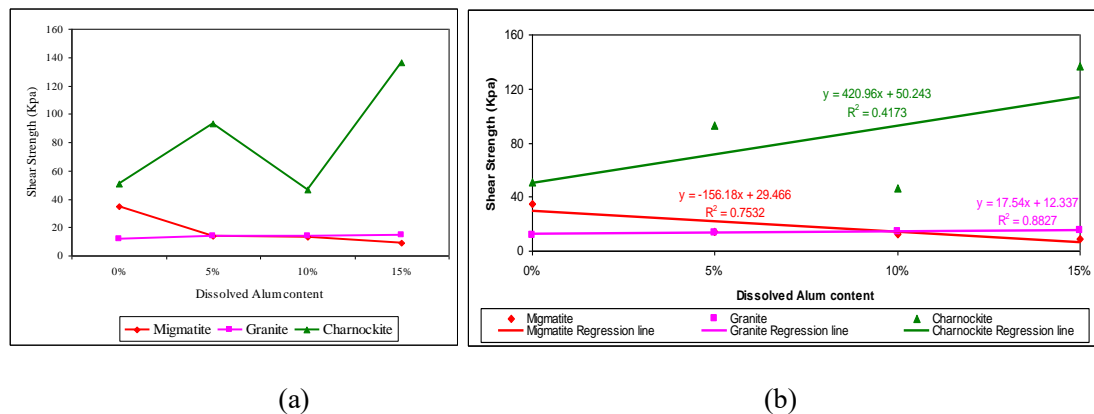 160
140
120
100
80
60
40
20
0
Shear Strength (Kpa)
0% 5% 10% 15%
Dissolved Alum content
Migmatite Granite Charnockite
160
120
80
40
0
Shear Strength (Kpa)
y = 420.96x + 50.243
R² = 0.4173
y = -156.18x + 29.466
R² = 0.7532
y = 17.54x + 12.337
R² = 0.8827
0% 5% 10% 15%
Dissolved Alum content
Migmatite Granite Charnockite
Migmatite Regression line Granite Regression line Charnockite Regression line
(a) (b)